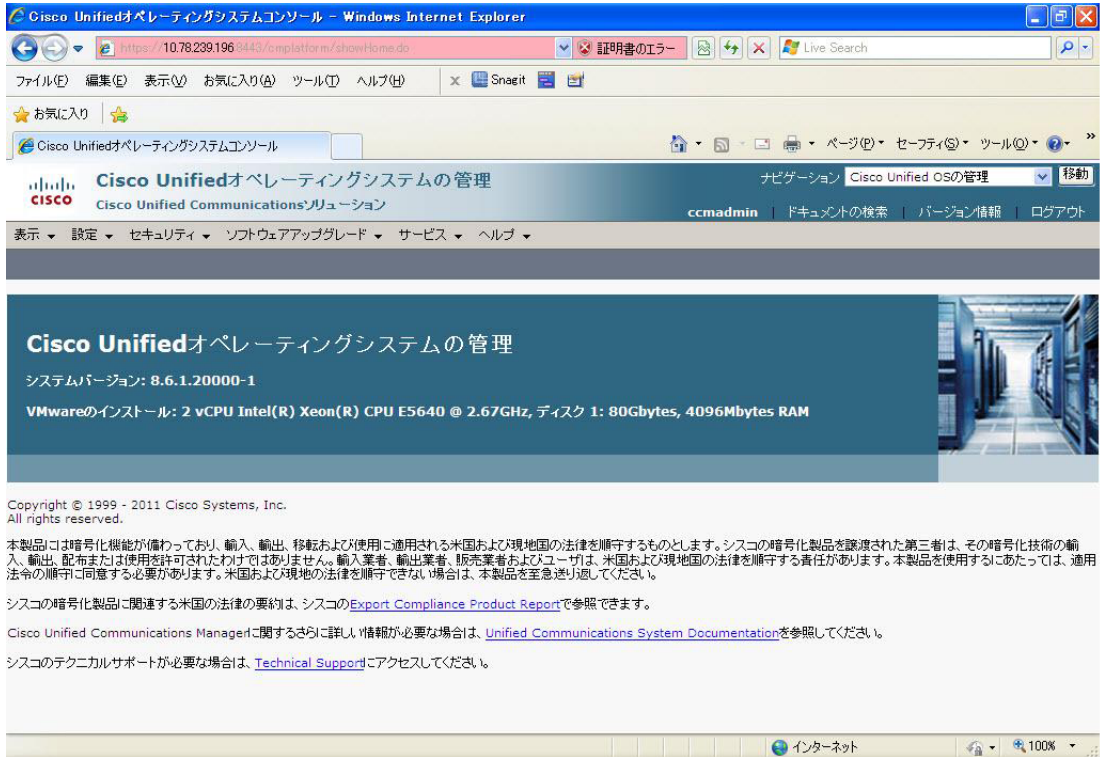 Cisco Unifiedオペレーティングシステムコンソール - Windows Internet Explorer
https://10.78.239.196:8443/cmplatform/showHome.do 証明書のエラー Live Search
ファイル(F) 編集(E) 表示(V) お気に入り(A) ツール(T) ヘルプ(H) Snagit
お気に入り
Cisco Unifiedオペレーティングシステムコンソール ページ(P) セーフティ(S) ツール(O)
CISCO
Cisco Unifiedオペレーティングシステムの管理
Cisco Unified Communicationsソリューション
ナビゲーション Cisco Unified OSの管理 移動
ccmadmin | ドキュメントの検索 | バージョン情報 | ログアウト
表示 設定 セキュリティ ソフトウェアアップグレード サービス ヘルプ
Cisco Unifiedオペレーティングシステムの管理
システムバージョン: 8.6.1.20000-1
VMwareのインストール: 2 vCPU Intel(R) Xeon(R) CPU E5640 @ 2.67GHz, ディスク 1: 80Gbytes, 4096Mbytes RAM
Copyright © 1999 - 2011 Cisco Systems, Inc.
All rights reserved.
本製品には暗号化機能が備わっており、輸入、輸出、移転および使用に適用される米国および現地国の法律を順守するものとします。シスコの暗号化製品を譲渡された第三者は、その暗号化技術の輸
入、輸出、配布または使用を許可されたわけではありません。輸入業者、輸出業者、販売業者およびユーザは、米国および現地国の法律を順守する責任があります。本製品を使用するにあたっては、適用
法令の順守に同意する必要があります。米国および現地の法律を順守できない場合は、本製品を至急送り返してください。
シスコの暗号化製品に関連する米国の法律の要約は、シスコのExport Compliance Product Reportで参照できます。
Cisco Unified Communications Managerに関するさらに詳しい情報が必要な場合は、Unified Communications System Documentationを参照してください。
シスコのテクニカルサポートが必要な場合は、Technical Supportにアクセスしてください。
インターネット 100%